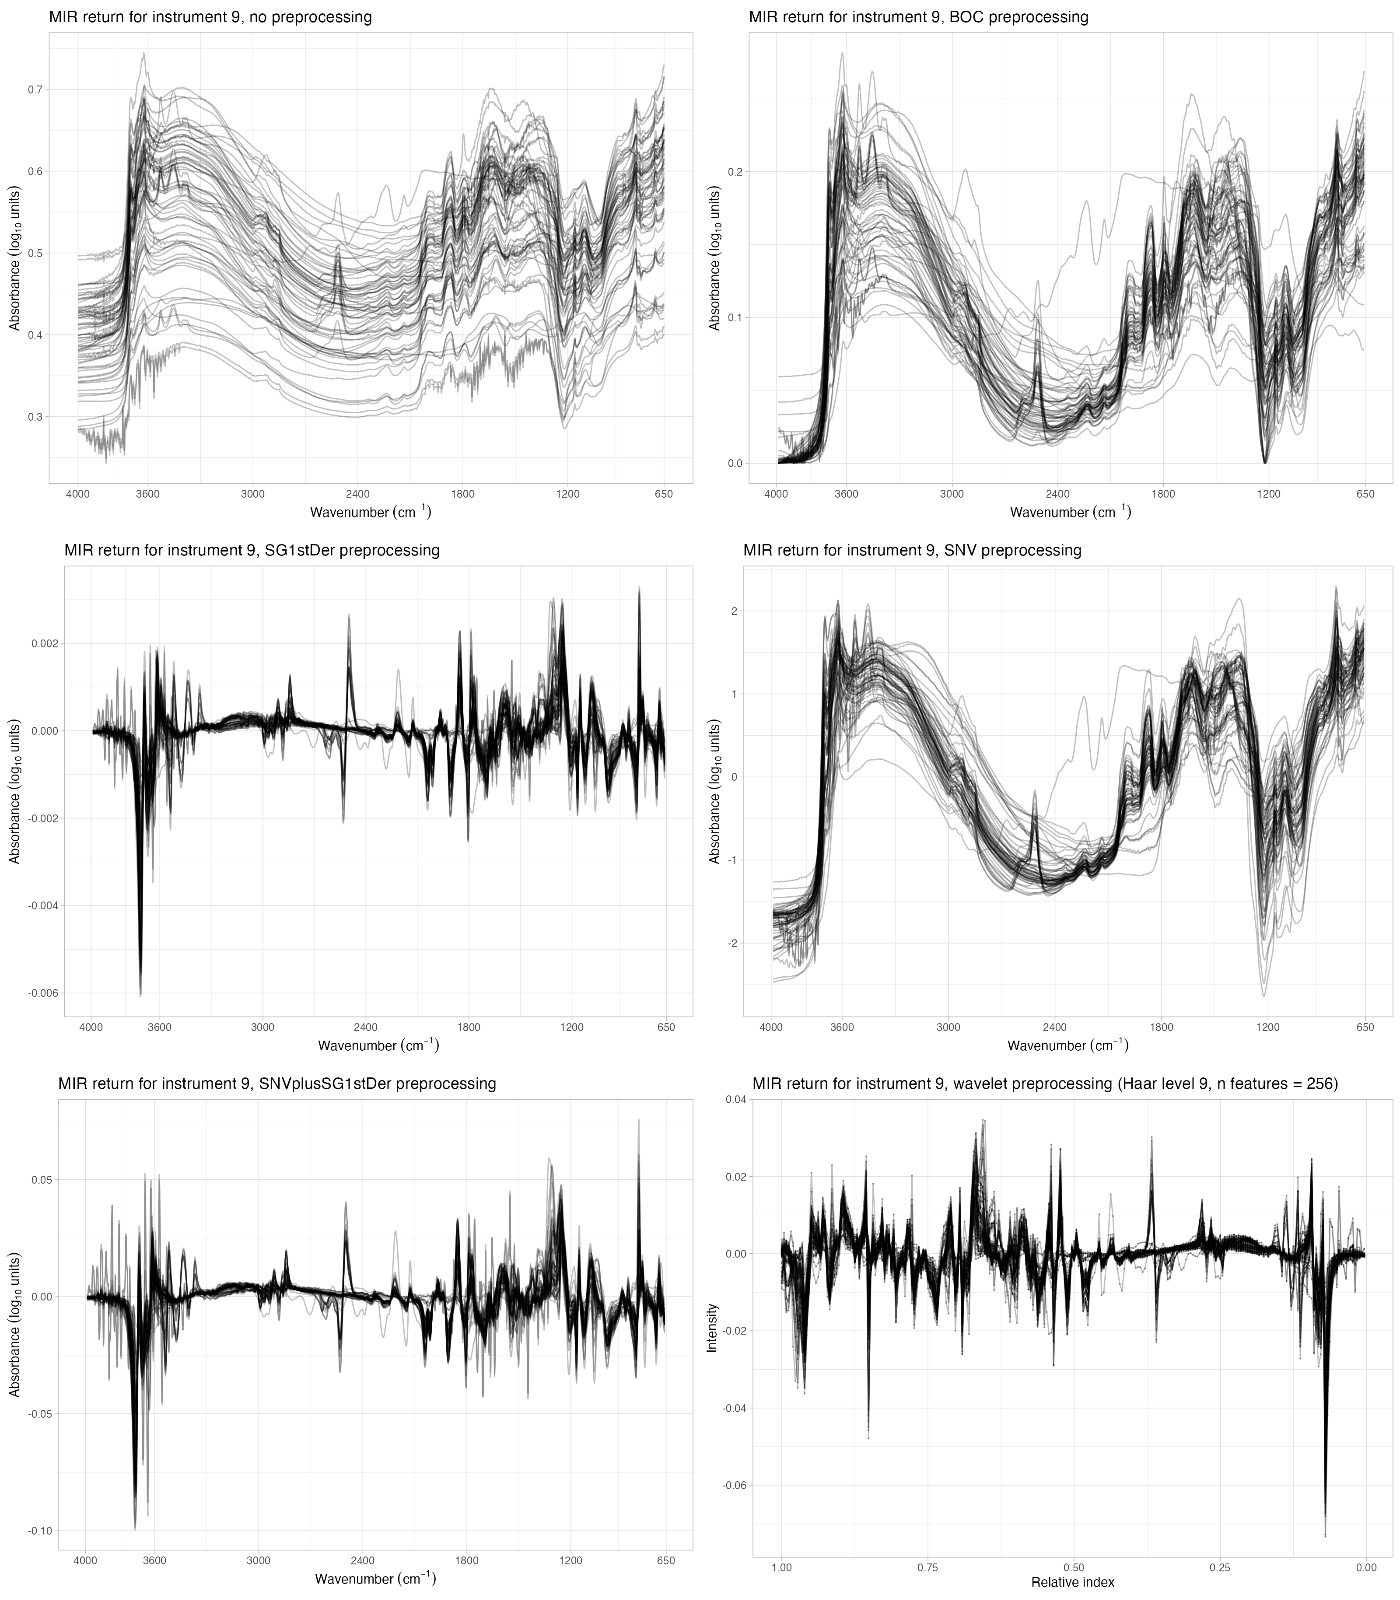 MIR return for instrument 9, no preprocessing
Absorbance (log10 units)
0.7
0.6
0.5
0.4
0.3
4000 3600 3000 2400 1800 1200 650
Wavenumber (cm −1)
MIR return for instrument 9, BOC preprocessing
Absorbance (log10 units)
0.2
0.1
0.0
4000 3600 3000 2400 1800 1200 650
Wavenumber (cm −1)
MIR return for instrument 9, SG1stDer preprocessing
Absorbance (log10 units)
0.002
0.000
-0.002
-0.004
-0.006
4000 3600 3000 2400 1800 1200 650
Wavenumber (cm−1)
MIR return for instrument 9, SNV preprocessing
Absorbance (log10 units)
2
1
0
-1
-2
4000 3600 3000 2400 1800 1200 650
Wavenumber (cm−1)
MIR return for instrument 9, SNVplusSG1stDer preprocessing
Absorbance (log10 units)
0.05
0.00
-0.05
-0.10
4000 3600 3000 2400 1800 1200 650
Wavenumber (cm−1)
MIR return for instrument 9, wavelet preprocessing (Haar level 9, n features = 256)
Intensity
0.04
0.02
0.00
-0.02
-0.04
-0.06
1.00 0.75 0.50 0.25 0.00
Relative index